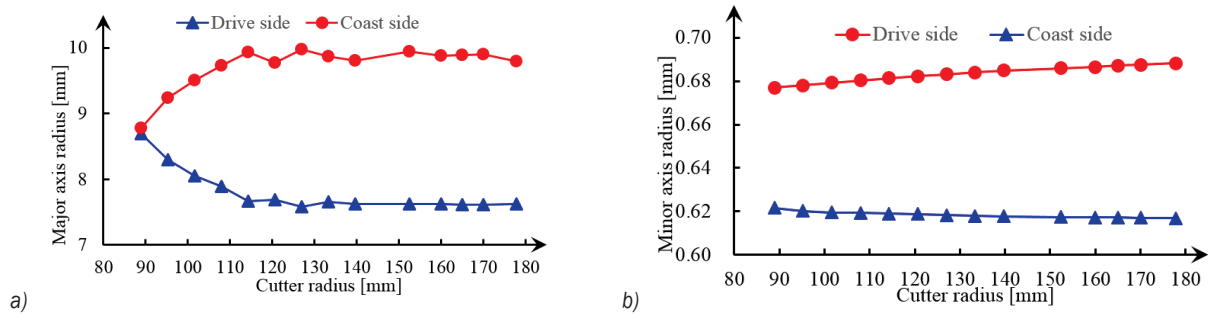 Drive side Coast side
Major axis radius [mm]
10
9
8
7
80 90 100 110 120 130 140 150 160 170 180
Cutter radius [mm]
a)
Drive side Coast side
Minor axis radius [mm]
0.70
0.68
0.66
0.64
0.62
0.60
80 90 100 110 120 130 140 150 160 170 180
Cutter radius [mm]
b)